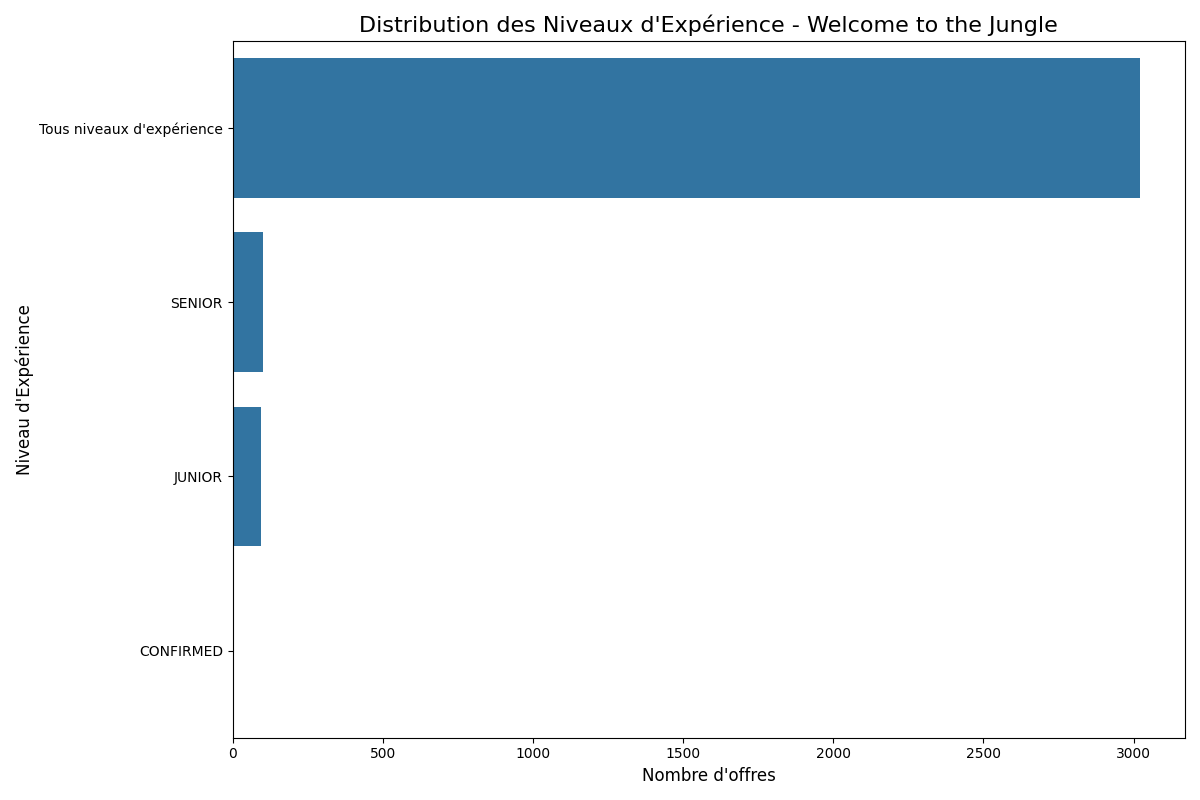 Distribution des Niveaux d'Expérience - Welcome to the Jungle
Niveau d'Expérience
Tous niveaux d'expérience
SENIOR
JUNIOR
CONFIRMED
0 500 1000 1500 2000 2500 3000
Nombre d'offres